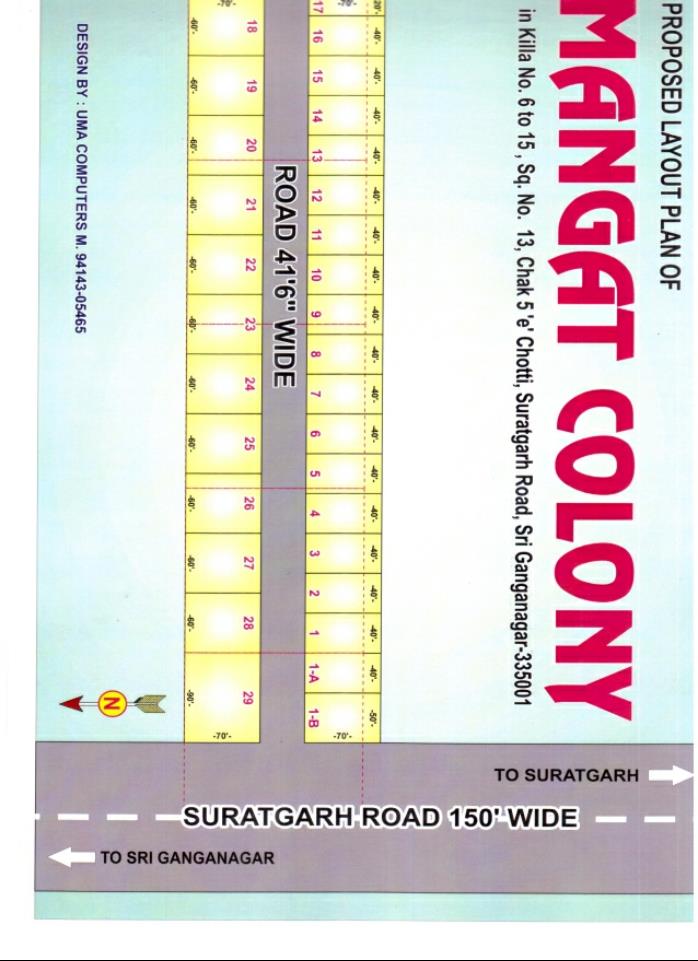 PROPOSED LAYOUT PLAN OF
MANGAT COLONY
in Killa No. 6 to 15 , Sq. No. 13, Chak 5 'e' Chotti, Suratgarh Road, Sri Ganganagar-335001
20'- -40'- -40'- -40'- -40'- -40'- -40'- -40'- -40'- -40'- -40'- -40'- -40'- -40'- -40'- -40'- -40'- -40'- -50'-
-70'-
17 16 15 14 13 12 11 10 9 8 7 6 5 4 3 2 1 1-A 1-B
-70'-
ROAD 41'6" WIDE
-70'-
18 19 20 21 22 23 24 25 26 27 28 29
-70'-
-60'- -60'- -60'- -60'- -60'- -60'- -60'- -60'- -60'- -60'- -60'- -90'-
N
DESIGN BY : UMA COMPUTERS M. 94143-05465
TO SURATGARH
SURATGARH ROAD 150' WIDE
TO SRI GANGANAGAR